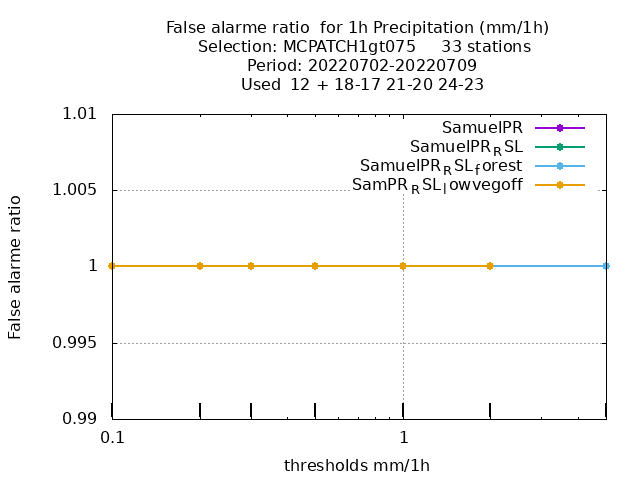 False alarme ratio  for 1h Precipitation (mm/1h)
Selection: MCPATCH1gt075     33 stations
Period: 20220702-20220709
Used  12 + 18-17 21-20 24-23
1.01
1.005
1
0.995
0.99
0.1
1
False alarme ratio
thresholds mm/1h
SamuelPR
SamuelPR_RSL
SamuelPR_RSL_forest
SamPR_RSL_lowvegoff